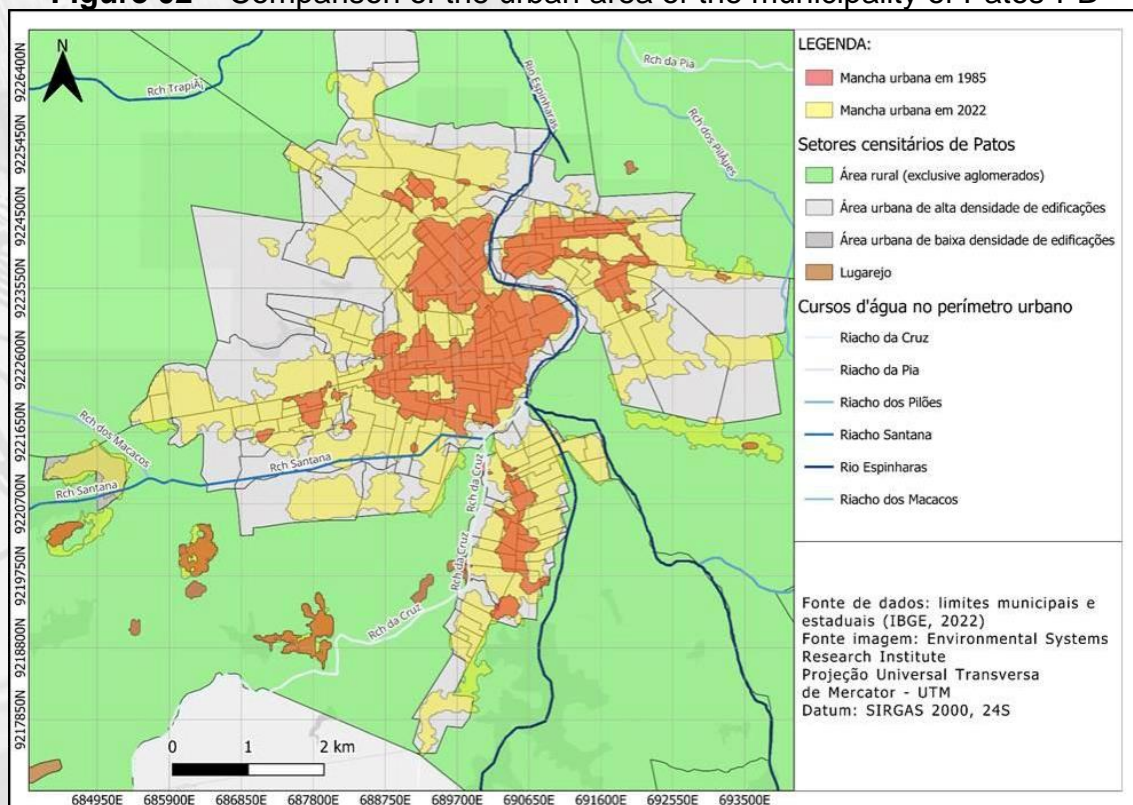 Comparison of the urban area of the municipality of Patos-PB
N
9226400N
9225450N
9224500N
9223550N
9222600N
9221650N
9220700N
9219750N
9218800N
9217850N
Rch TrapiÃ¡
Rio Espinharas
Rch da Pia
Rch dos PilÃµes
Rch dos Macacos
Rch Santana
Rch Santana
Rch da Cruz
Rch da Cruz
Rch da Cruz
0 1 2 km
684950E 685900E 686850E 687800E 688750E 689700E 690650E 691600E 692550E 693500E
LEGENDA:
Mancha urbana em 1985
Mancha urbana em 2022
Setores censitários de Patos
Área rural (exclusive aglomerados)
Área urbana de alta densidade de edificações
Área urbana de baixa densidade de edificações
Lugarejo
Cursos d'água no perímetro urbano
Riacho da Cruz
Riacho da Pia
Riacho dos Pilões
Riacho Santana
Rio Espinharas
Riacho dos Macacos
Fonte de dados: limites municipais e
estaduais (IBGE, 2022)
Fonte imagem: Environmental Systems
Research Institute
Projeção Universal Transversa
de Mercator - UTM
Datum: SIRGAS 2000, 24S